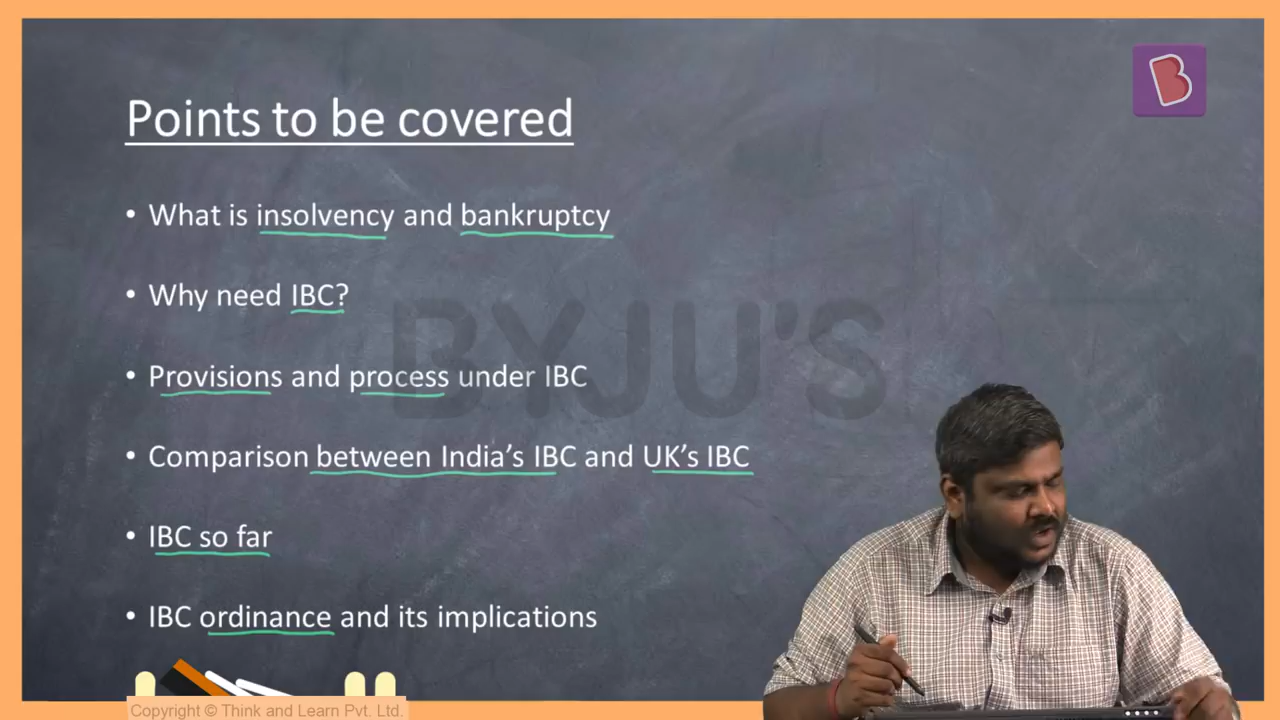 B
Points to be covered
• What is insolvency and bankruptcy
• Why need IBC?
• Provisions and process under IBC
BYJU'S
• Comparison between India's IBC and UK's IBC
• IBC so far
• IBC ordinance and its implications
Copyright © Think and Learn Pvt. Ltd.